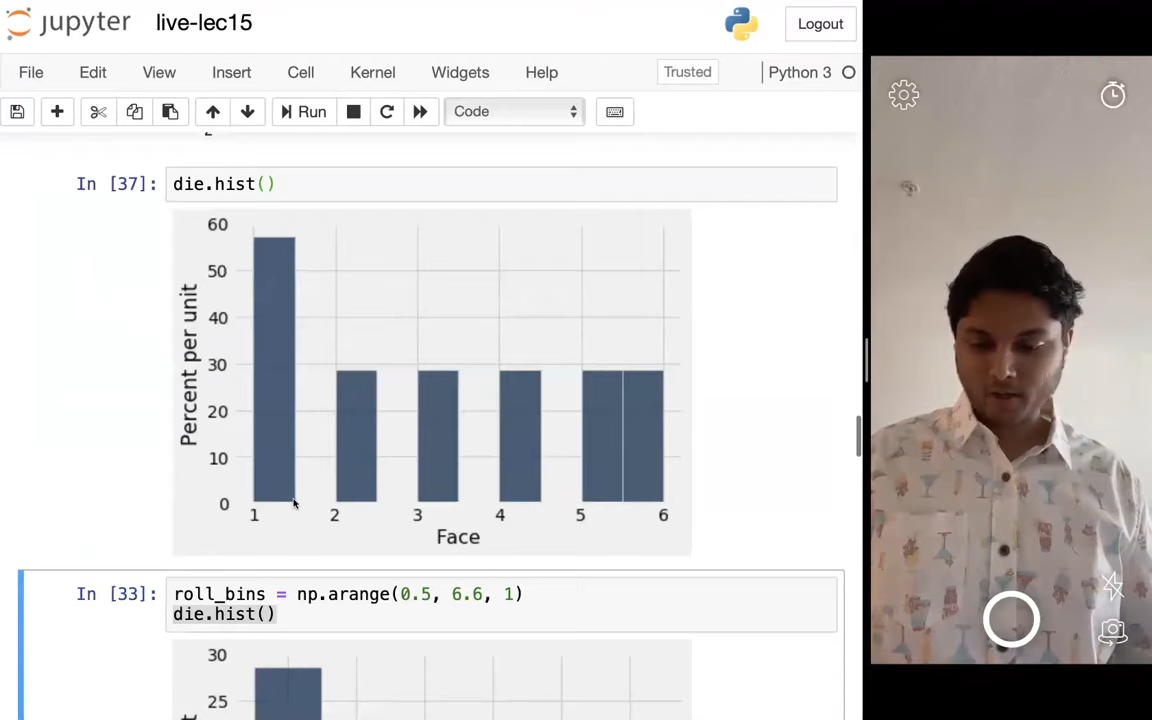 jupyter live-lec15 Logout
File Edit View Insert Cell Kernel Widgets Help Trusted Python 3
Run Code
In [37]: die.hist()
60
50
40
30
20
10
0
Percent per unit
1 2 3 4 5 6
Face
In [33]: roll_bins = np.arange(0.5, 6.6, 1)
die.hist()
30
25